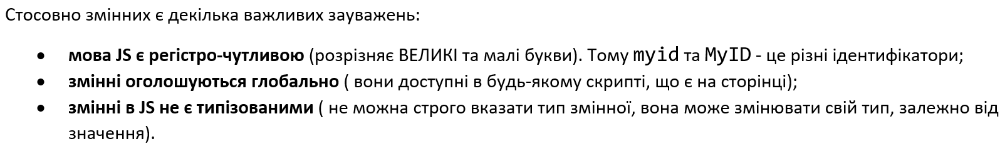 Стосовно змінних є декілька важливих зауважень:
• мова JS є регістро-чутливою (розрізняє ВЕЛИКІ та малі букви). Тому myid та MyID - це різні ідентифікатори;
• змінні оголошуються глобально ( вони доступні в будь-якому скрипті, що є на сторінці);
• змінні в JS не є типізованими ( не можна строго вказати тип змінної, вона може змінювати свій тип, залежно від
значення).